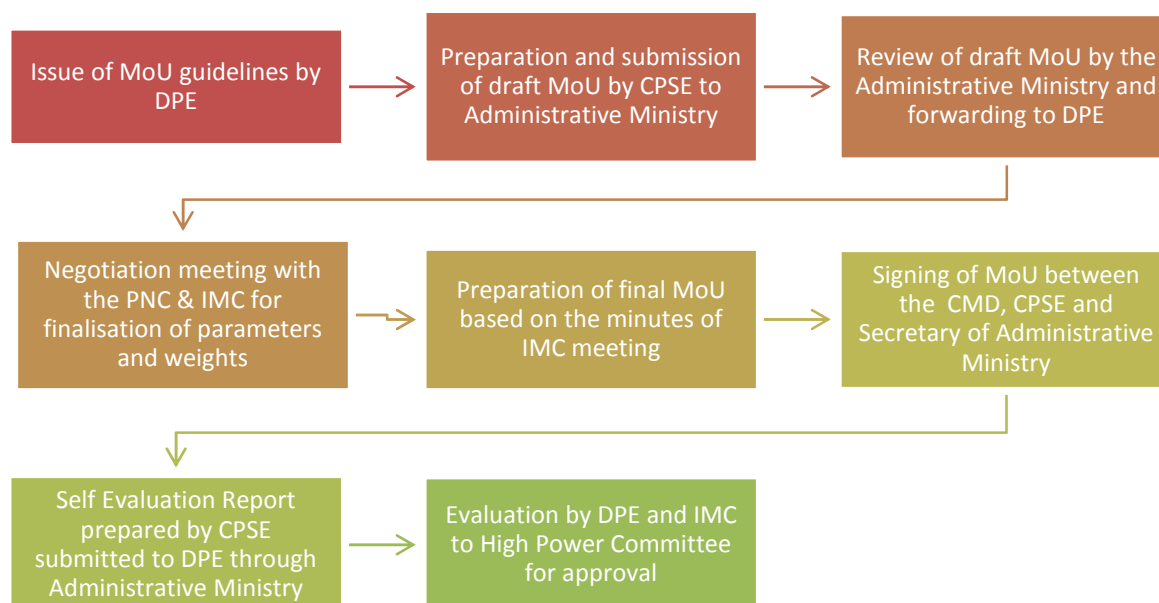 Issue of MoU guidelines by
DPE
Preparation and submission
of draft MoU by CPSE to
Administrative Ministry
Review of draft MoU by the
Administrative Ministry and
forwarding to DPE
Negotiation meeting with
the PNC & IMC for
finalisation of parameters
and weights
Preparation of final MoU
based on the minutes of
IMC meeting
Signing of MoU between
the CMD, CPSE and
Secretary of Administrative
Ministry
Self Evaluation Report
prepared by CPSE
submitted to DPE through
Administrative Ministry
Evaluation by DPE and IMC
to High Power Committee
for approval